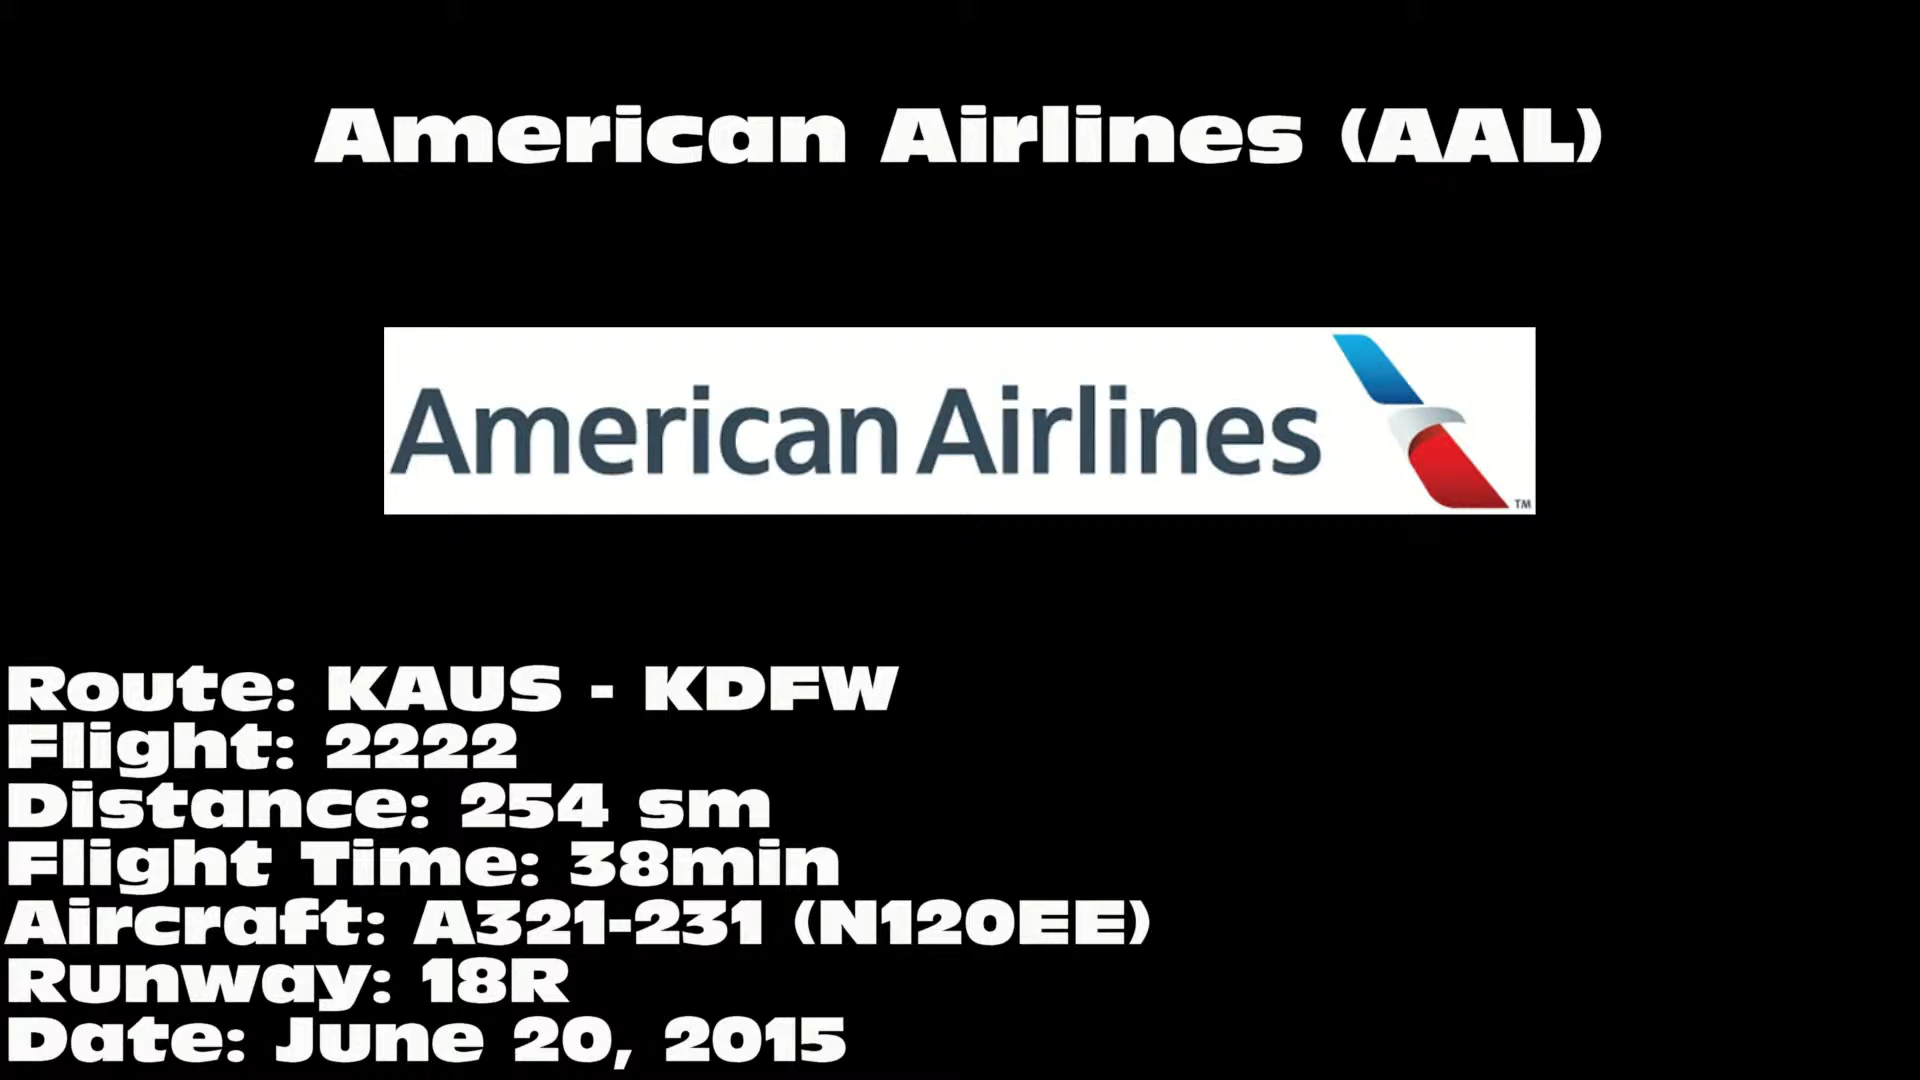 American Airlines (AAL)
American Airlines
TM
Route: KAUS - KDFW
Flight: 2222
Distance: 254 sm
Flight Time: 38min
Aircraft: A321-231 (N120EE)
Runway: 18R
Date: June 20, 2015